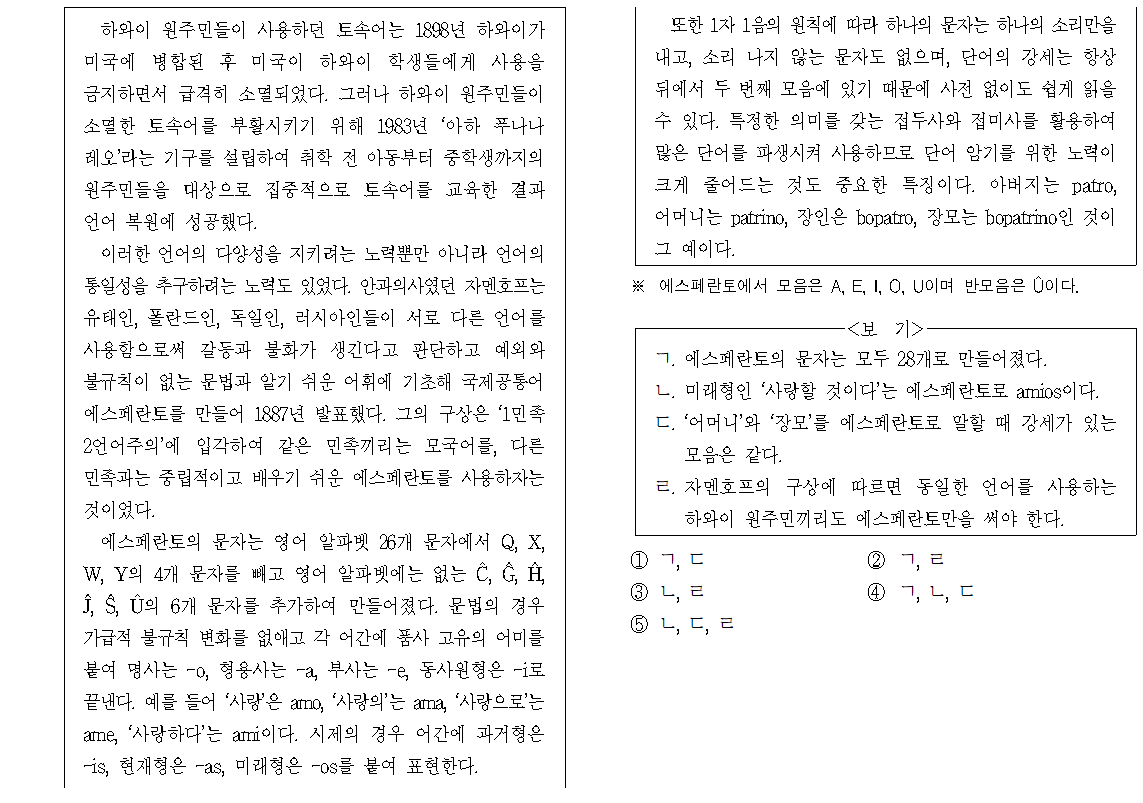 하와이 원주민들이 사용하던 토속어는 1898년 하와이가
미국에 병합된 후 미국이 하와이 학생들에게 사용을
금지하면서 급격히 소멸되었다. 그러나 하와이 원주민들이
소멸한 토속어를 부활시키기 위해 1983년 ‘아하 푸나나
레오’라는 기구를 설립하여 취학 전 아동부터 중학생까지의
원주민들을 대상으로 집중적으로 토속어를 교육한 결과
언어 복원에 성공했다.
이러한 언어의 다양성을 지키려는 노력뿐만 아니라 언어의
통일성을 추구하려는 노력도 있었다. 안과의사였던 자멘호프는
유태인, 폴란드인, 독일인, 러시아인들이 서로 다른 언어를
사용함으로써 갈등과 불화가 생긴다고 판단하고 예외와
불규칙이 없는 문법과 알기 쉬운 어휘에 기초해 국제공통어
에스페란토를 만들어 1887년 발표했다. 그의 구상은 ‘1민족
2언어주의’에 입각하여 같은 민족끼리는 모국어를, 다른
민족과는 중립적이고 배우기 쉬운 에스페란토를 사용하자는
것이었다.
에스페란토의 문자는 영어 알파벳 26개 문자에서 Q, X,
W, Y의 4개 문자를 빼고 영어 알파벳에는 없는 Ĉ, Ĝ, Ĥ,
Ĵ, Ŝ, Û의 6개 문자를 추가하여 만들어졌다. 문법의 경우
가급적 불규칙 변화를 없애고 각 어간에 품사 고유의 어미를
붙여 명사는 -o, 형용사는 -a, 부사는 -e, 동사원형은 -i로
끝낸다. 예를 들어 ‘사랑’은 amo, ‘사랑의’는 ama, ‘사랑으로’는
ame, ‘사랑하다’는 ami이다. 시제의 경우 어간에 과거형은
-is, 현재형은 -as, 미래형은 -os를 붙여 표현한다.
또한 1자 1음의 원칙에 따라 하나의 문자는 하나의 소리만을
내고, 소리 나지 않는 문자도 없으며, 단어의 강세는 항상
뒤에서 두 번째 모음에 있기 때문에 사전 없이도 쉽게 읽을
수 있다. 특정한 의미를 갖는 접두사와 접미사를 활용하여
많은 단어를 파생시켜 사용하므로 단어 암기를 위한 노력이
크게 줄어드는 것도 중요한 특징이다. 아버지는 patro,
어머니는 patrino, 장인은 bopatro, 장모는 bopatrino인 것이
그 예이다.
※ 에스페란토에서 모음은 A, E, I, O, U이며 반모음은 Û이다.
<보 기>
ㄱ. 에스페란토의 문자는 모두 28개로 만들어졌다.
ㄴ. 미래형인 ‘사랑할 것이다’는 에스페란토로 amios이다.
ㄷ. ‘어머니’와 ‘장모’를 에스페란토로 말할 때 강세가 있는
모음은 같다.
ㄹ. 자멘호프의 구상에 따르면 동일한 언어를 사용하는
하와이 원주민끼리도 에스페란토만을 써야 한다.
① ㄱ, ㄷ ② ㄱ, ㄹ
③ ㄴ, ㄹ ④ ㄱ, ㄴ, ㄷ
⑤ ㄴ, ㄷ, ㄹ